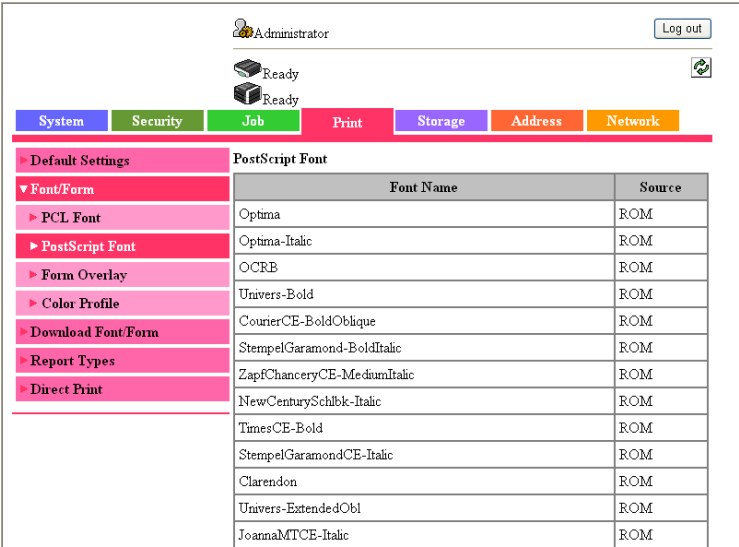 Administrator
Log out
Ready
Ready
System Security Job Print Storage Address Network
Default Settings
Font/Form
PCL Font
PostScript Font
Form Overlay
Color Profile
Download Font/Form
Report Types
Direct Print
PostScript Font
Font Name Source
Optima ROM
Optima-Italic ROM
OCRB ROM
Univers-Bold ROM
CourierCE-BoldOblique ROM
StempelGaramond-BoldItalic ROM
ZapfChanceryCE-MediumItalic ROM
NewCenturySchlbk-Italic ROM
TimesCE-Bold ROM
StempelGaramondCE-Italic ROM
Clarendon ROM
Univers-ExtendedObl ROM
JoannaMTCE-Italic ROM